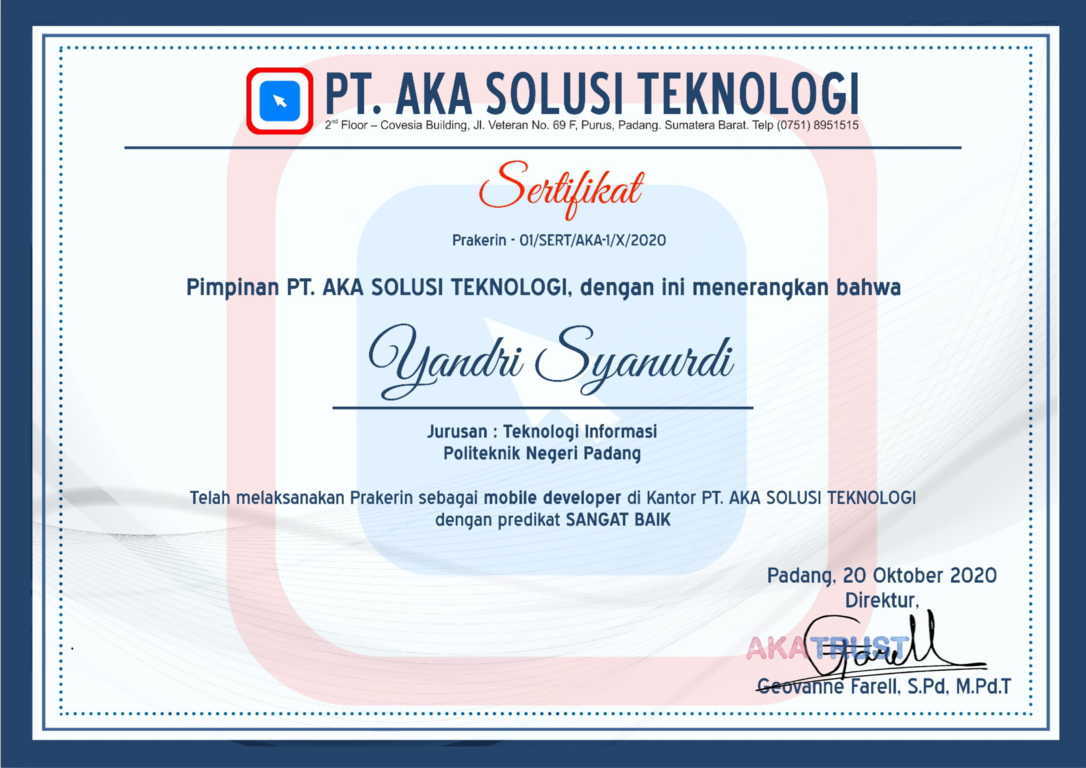 PT. AKA SOLUSI TEKNOLOGI
2nd Floor – Covesia Building, Jl. Veteran No. 69 F, Purus, Padang. Sumatera Barat. Telp (0751) 8951515
Sertifikat
Prakerin - 01/SERT/AKA-1/X/2020
Pimpinan PT. AKA SOLUSI TEKNOLOGI, dengan ini menerangkan bahwa
Yandri Syanurdi
Jurusan : Teknologi Informasi
Politeknik Negeri Padang
Telah melaksanakan Prakerin sebagai mobile developer di Kantor PT. AKA SOLUSI TEKNOLOGI
dengan predikat SANGAT BAIK
Padang, 20 Oktober 2020
Direktur,
AKATRUST
Farell
Geovanne Farell, S.Pd, M.Pd.T